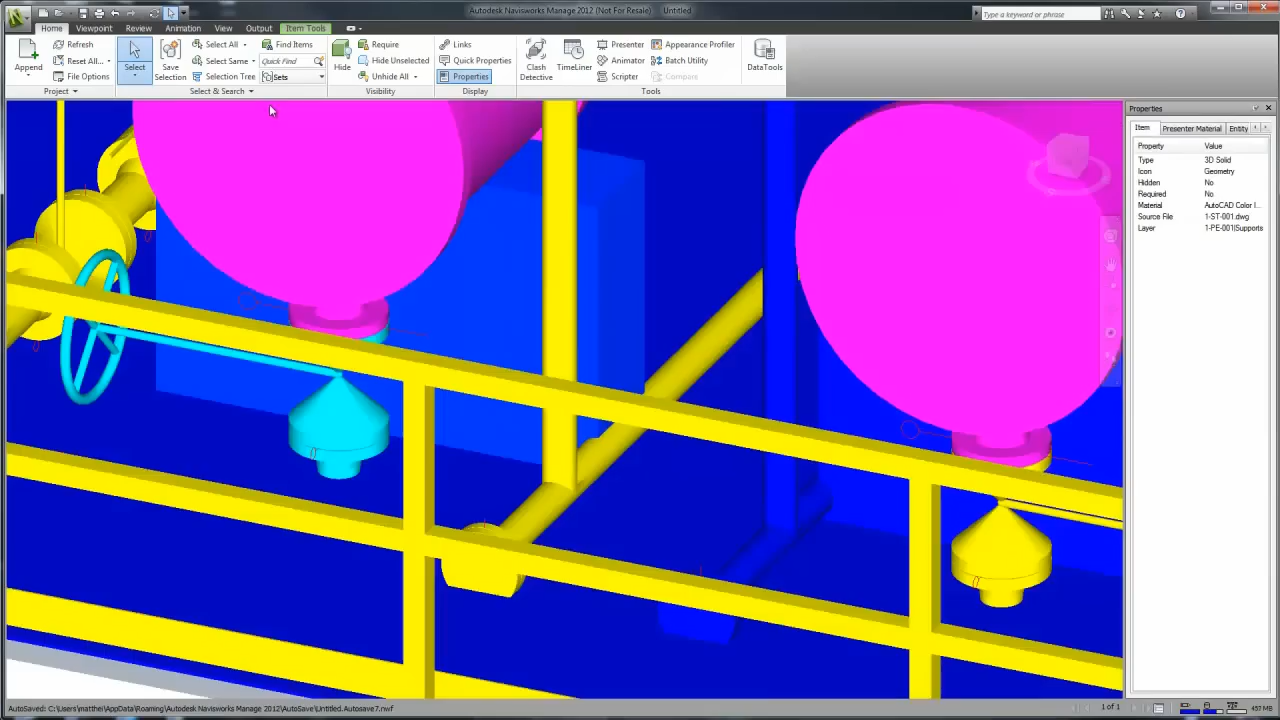 Autodesk Navisworks Manage 2012 (Not For Resale) Untitled
Type a keyword or phrase
Home Viewpoint Review Animation View Output Item Tools
Append
Refresh
Reset All...
File Options
Project
Select
Save Selection
Select All
Select Same
Selection Tree
Find Items
Quick Find
Sets
Select & Search
Hide
Require
Hide Unselected
Unhide All
Visibility
Links
Quick Properties
Properties
Display
Clash Detective
TimeLiner
Presenter
Animator
Scripter
Appearance Profiler
Batch Utility
Compare
Tools
DataTools
Properties
Item Presenter Material Entity
Property Value
Type 3D Solid
Icon Geometry
Hidden No
Required No
Material AutoCAD Color I...
Source File 1-ST-001.dwg
Layer 1-PE-001|Supports
AutoSaved: C:\Users\matthei\AppData\Roaming\Autodesk Navisworks Manage 2012\AutoSave\Untitled.Autosave7.nwf
1 of 1
457 MB